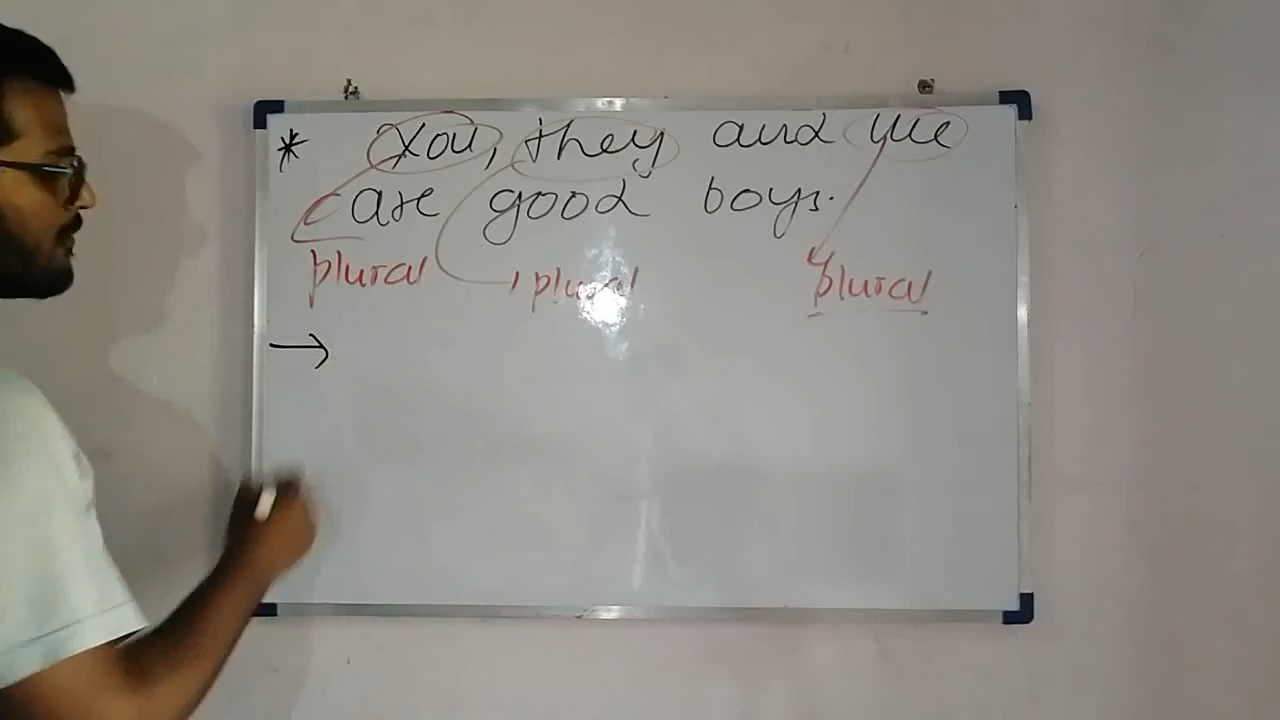 * You, they and we
are good boys.
plural plural plural
→